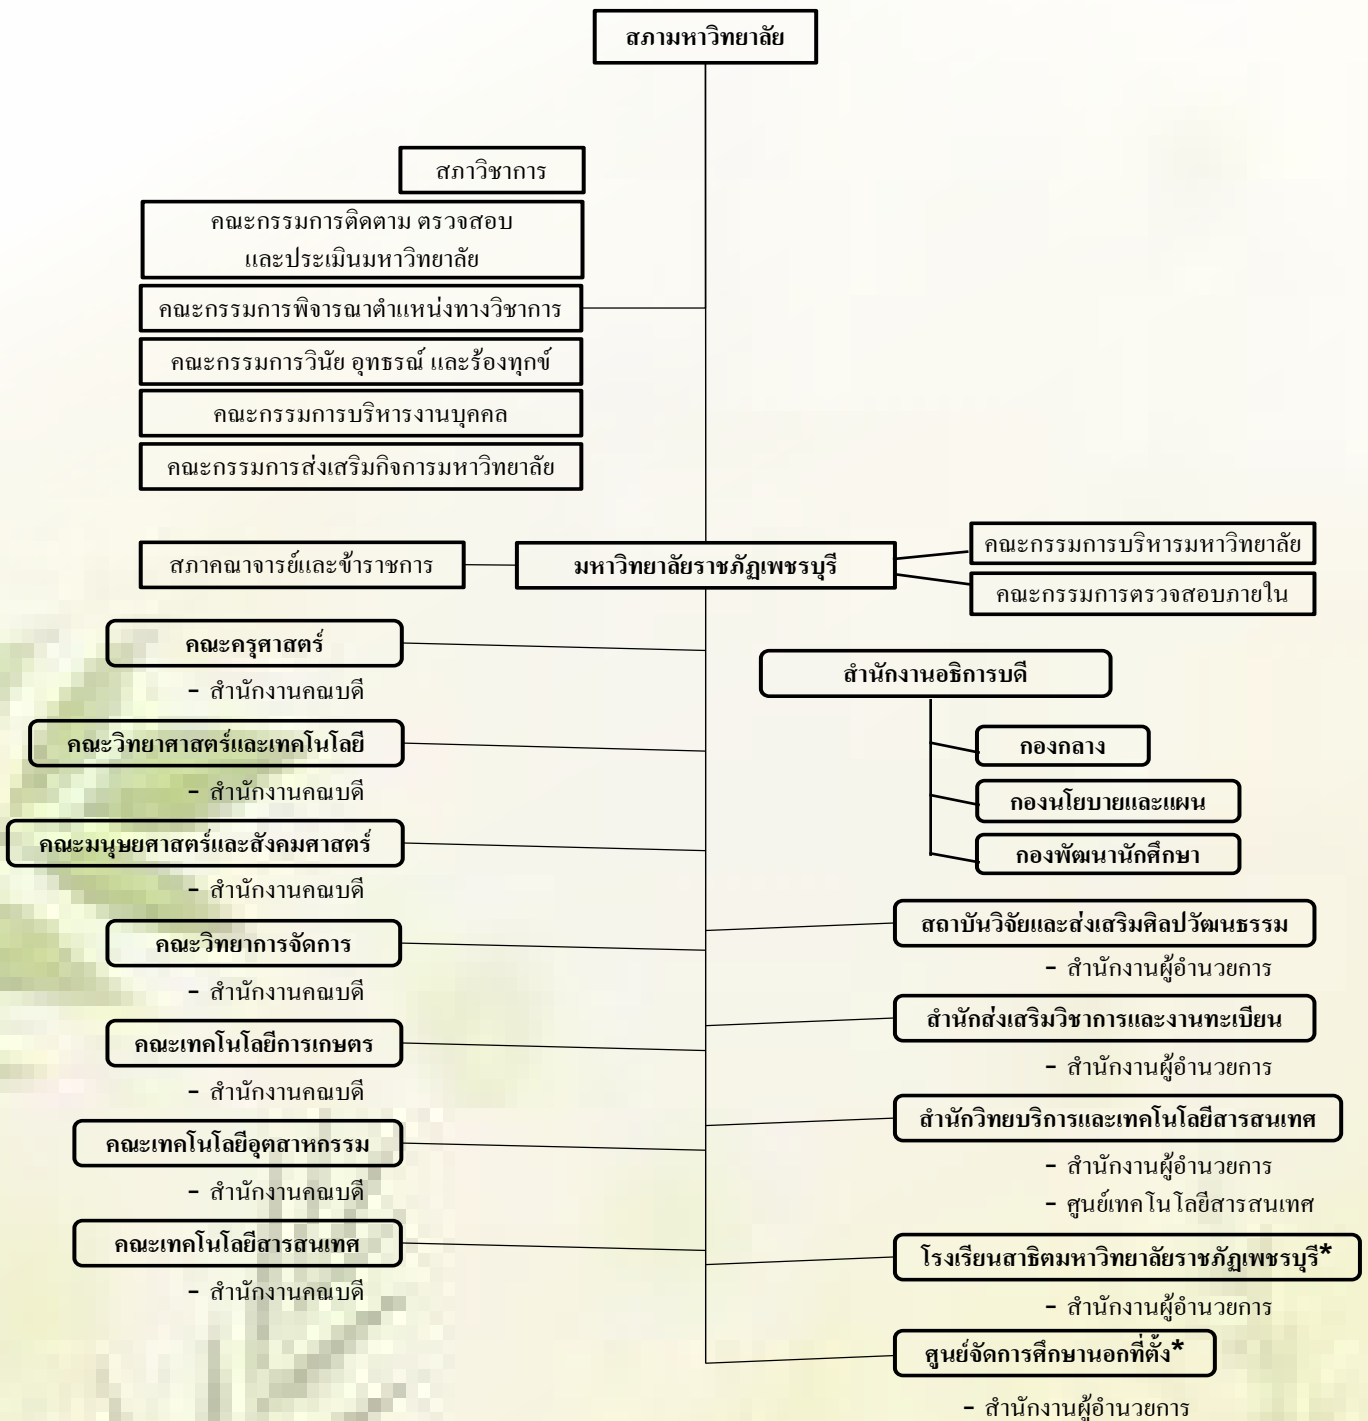 สภามหาวิทยาลัย
สภาวิชาการ
คณะกรรมการติดตาม ตรวจสอบ
และประเมินมหาวิทยาลัย
คณะกรรมการพิจารณาตำแหน่งทางวิชาการ
คณะกรรมการวินัย อุทธรณ์ และร้องทุกข์
คณะกรรมการบริหารงานบุคคล
คณะกรรมการส่งเสริมกิจการมหาวิทยาลัย
สภาคณาจารย์และข้าราชการ
มหาวิทยาลัยราชภัฏเพชรบุรี
คณะกรรมการบริหารมหาวิทยาลัย
คณะกรรมการตรวจสอบภายใน
คณะครุศาสตร์
- สำนักงานคณบดี
คณะวิทยาศาสตร์และเทคโนโลยี
- สำนักงานคณบดี
คณะมนุษยศาสตร์และสังคมศาสตร์
- สำนักงานคณบดี
คณะวิทยาการจัดการ
- สำนักงานคณบดี
คณะเทคโนโลยีการเกษตร
- สำนักงานคณบดี
คณะเทคโนโลยีอุตสาหกรรม
- สำนักงานคณบดี
คณะเทคโนโลยีสารสนเทศ
- สำนักงานคณบดี
สำนักงานอธิการบดี
กองกลาง
กองนโยบายและแผน
กองพัฒนานักศึกษา
สถาบันวิจัยและส่งเสริมศิลปวัฒนธรรม
- สำนักงานผู้อำนวยการ
สำนักส่งเสริมวิชาการและงานทะเบียน
- สำนักงานผู้อำนวยการ
สำนักวิทยบริการและเทคโนโลยีสารสนเทศ
- สำนักงานผู้อำนวยการ
- ศูนย์เทคโนโลยีสารสนเทศ
โรงเรียนสาธิตมหาวิทยาลัยราชภัฏเพชรบุรี*
- สำนักงานผู้อำนวยการ
ศูนย์จัดการศึกษานอกที่ตั้ง*
- สำนักงานผู้อำนวยการ